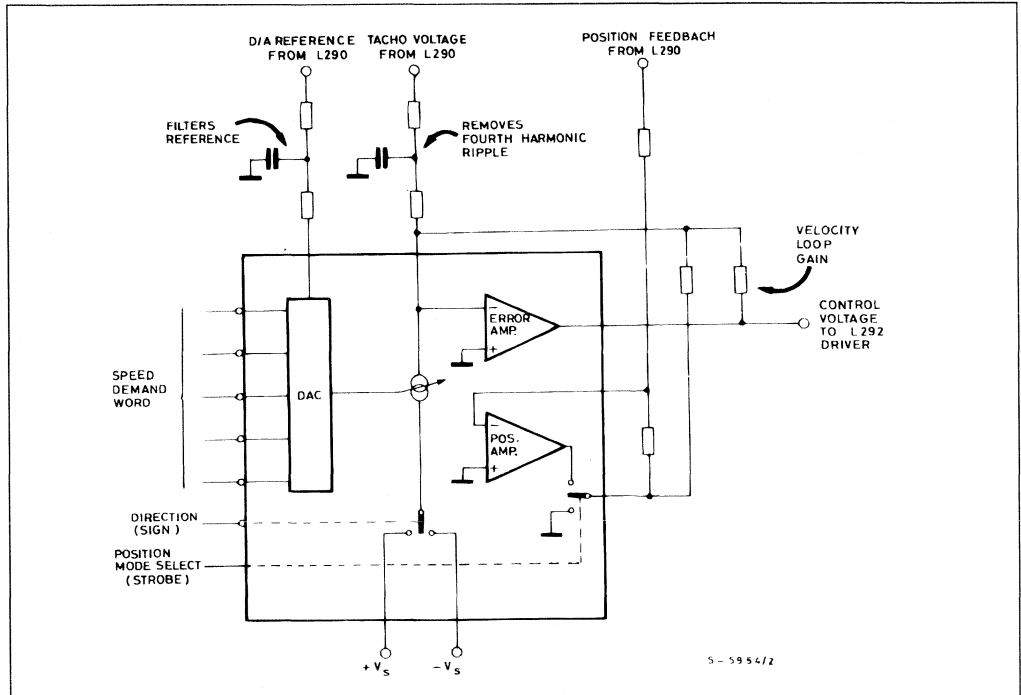 D/A REFERENCE
FROM L290
TACHO VOLTAGE
FROM L290
POSITION FEEDBACH
FROM L290
FILTERS
REFERENCE
REMOVES
FOURTH HARMONIC
RIPPLE
VELOCITY
LOOP
GAIN
CONTROL
VOLTAGE
TO L292
DRIVER
SPEED
DEMAND
WORD
DAC
−
ERROR
AMP.
+
−
POS.
AMP.
+
DIRECTION
(SIGN)
POSITION
MODE SELECT
(STROBE)
+Vs
−Vs
S-5954/2